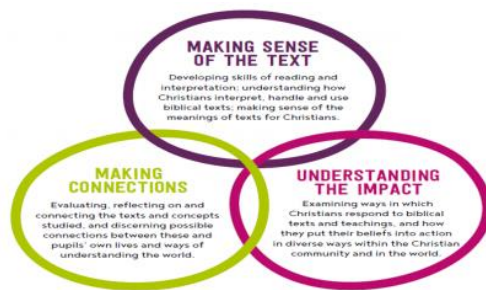 MAKING SENSE
OF THE TEXT
Developing skills of reading and
interpretation; understanding how
Christians interpret, handle and use
biblical texts; making sense of the
meanings of texts for Christians.
MAKING
CONNECTIONS
Evaluating, reflecting on and
connecting the texts and concepts
studied, and discerning possible
connections between these and
pupils' own lives and ways of
understanding the world.
UNDERSTANDING
THE IMPACT
Examining ways in which
Christians respond to biblical
texts and teachings, and how
they put their beliefs into action
in diverse ways within the Christian
community and in the world.